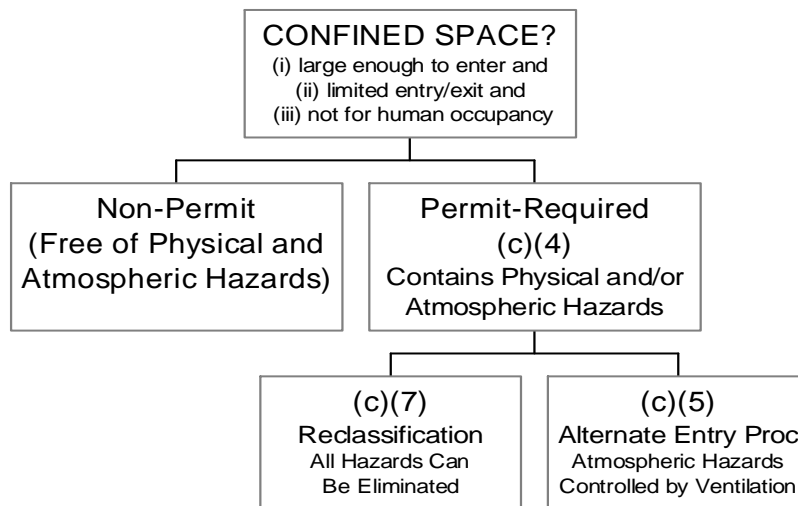 CONFINED SPACE?
(i) large enough to enter and
(ii) limited entry/exit and
(iii) not for human occupancy
Non-Permit
(Free of Physical and
Atmospheric Hazards)
Permit-Required
(c)(4)
Contains Physical and/or
Atmospheric Hazards
(c)(7)
Reclassification
All Hazards Can
Be Eliminated
(c)(5)
Alternate Entry Proc
Atmospheric Hazards
Controlled by Ventilation